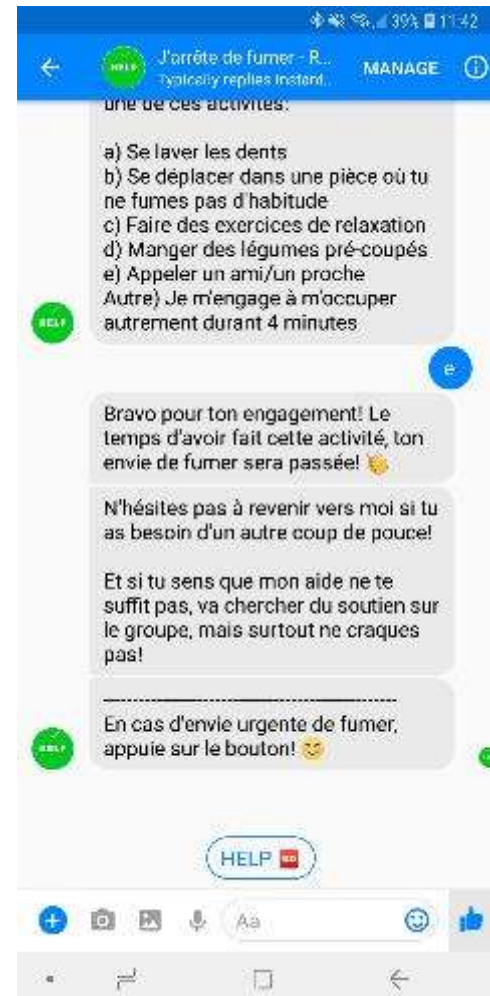 39% 11:42
HELP
J'arrête de fumer - R...
Typically replies instant..
MANAGE
une de ces activités:
a) Se laver les dents
b) Se déplacer dans une pièce où tu
ne fumes pas d'habitude
c) Faire des exercices de relaxation
d) Manger des légumes pré-coupés
e) Appeler un ami/un proche
Autre) Je m'engage à m'occuper
autrement durant 4 minutes
HELP
e
Bravo pour ton engagement! Le
temps d'avoir fait cette activité, ton
envie de fumer sera passée!
N'hésites pas à revenir vers moi si tu
as besoin d'un autre coup de pouce!
Et si tu sens que mon aide ne te
suffit pas, va chercher du soutien sur
le groupe, mais surtout ne craques
pas!
En cas d'envie urgente de fumer,
appuie sur le bouton!
HELP
HELP
Aa